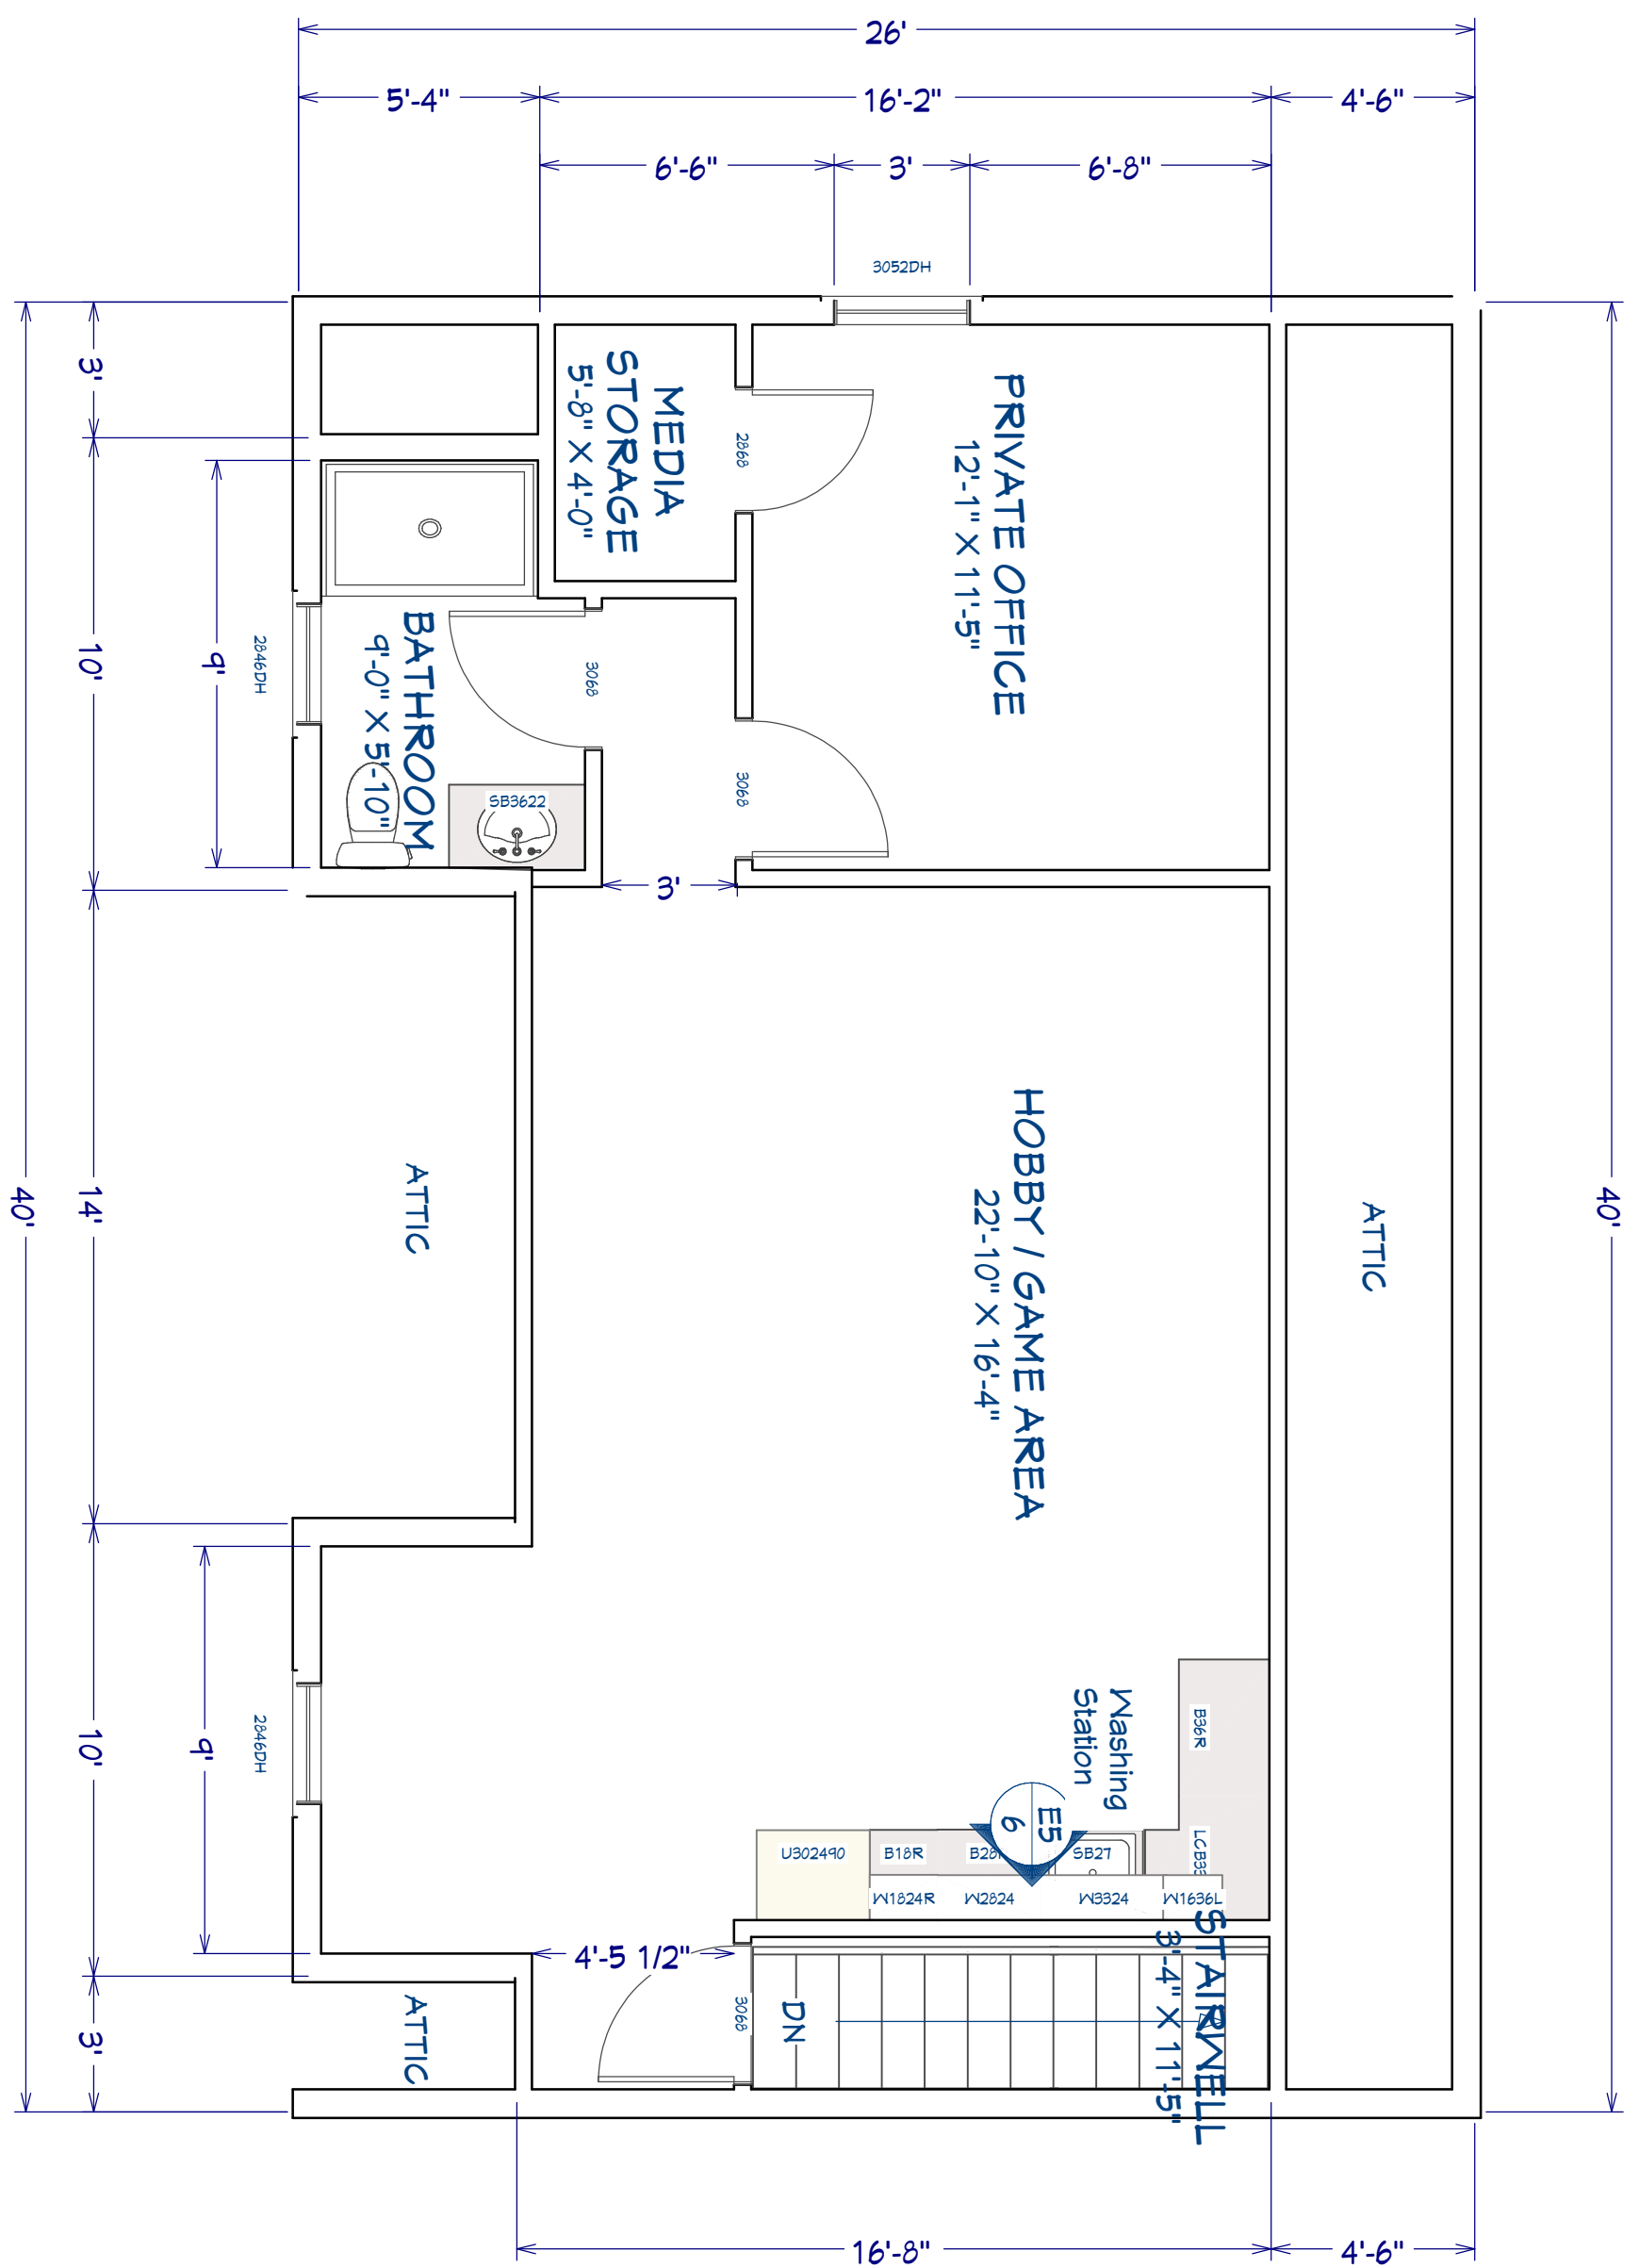 26'
5'-4"
16'-2"
4'-6"
6'-6"
3'
6'-8"
3052DH
3'
10'
9'
2846DH
14'
40'
10'
9'
2846DH
3'
40'
MEDIA
STORAGE
5'-8" X 4'-0"
2868
PRIVATE OFFICE
12'-1" X 11'-5"
BATHROOM
9'-0" X 5'-10"
3068
3068
SB3622
3'
ATTIC
HOBBY / GAME AREA
22'-10" X 16'-4"
ATTIC
Washing
Station
B36R
E5
6
U302490
B18R
SB27
W1824R
W2824
W3324
W1636L
STAIRWELL
3'-4" X 11'-5"
4'-5 1/2"
3068
DN
ATTIC
16'-8"
4'-6"